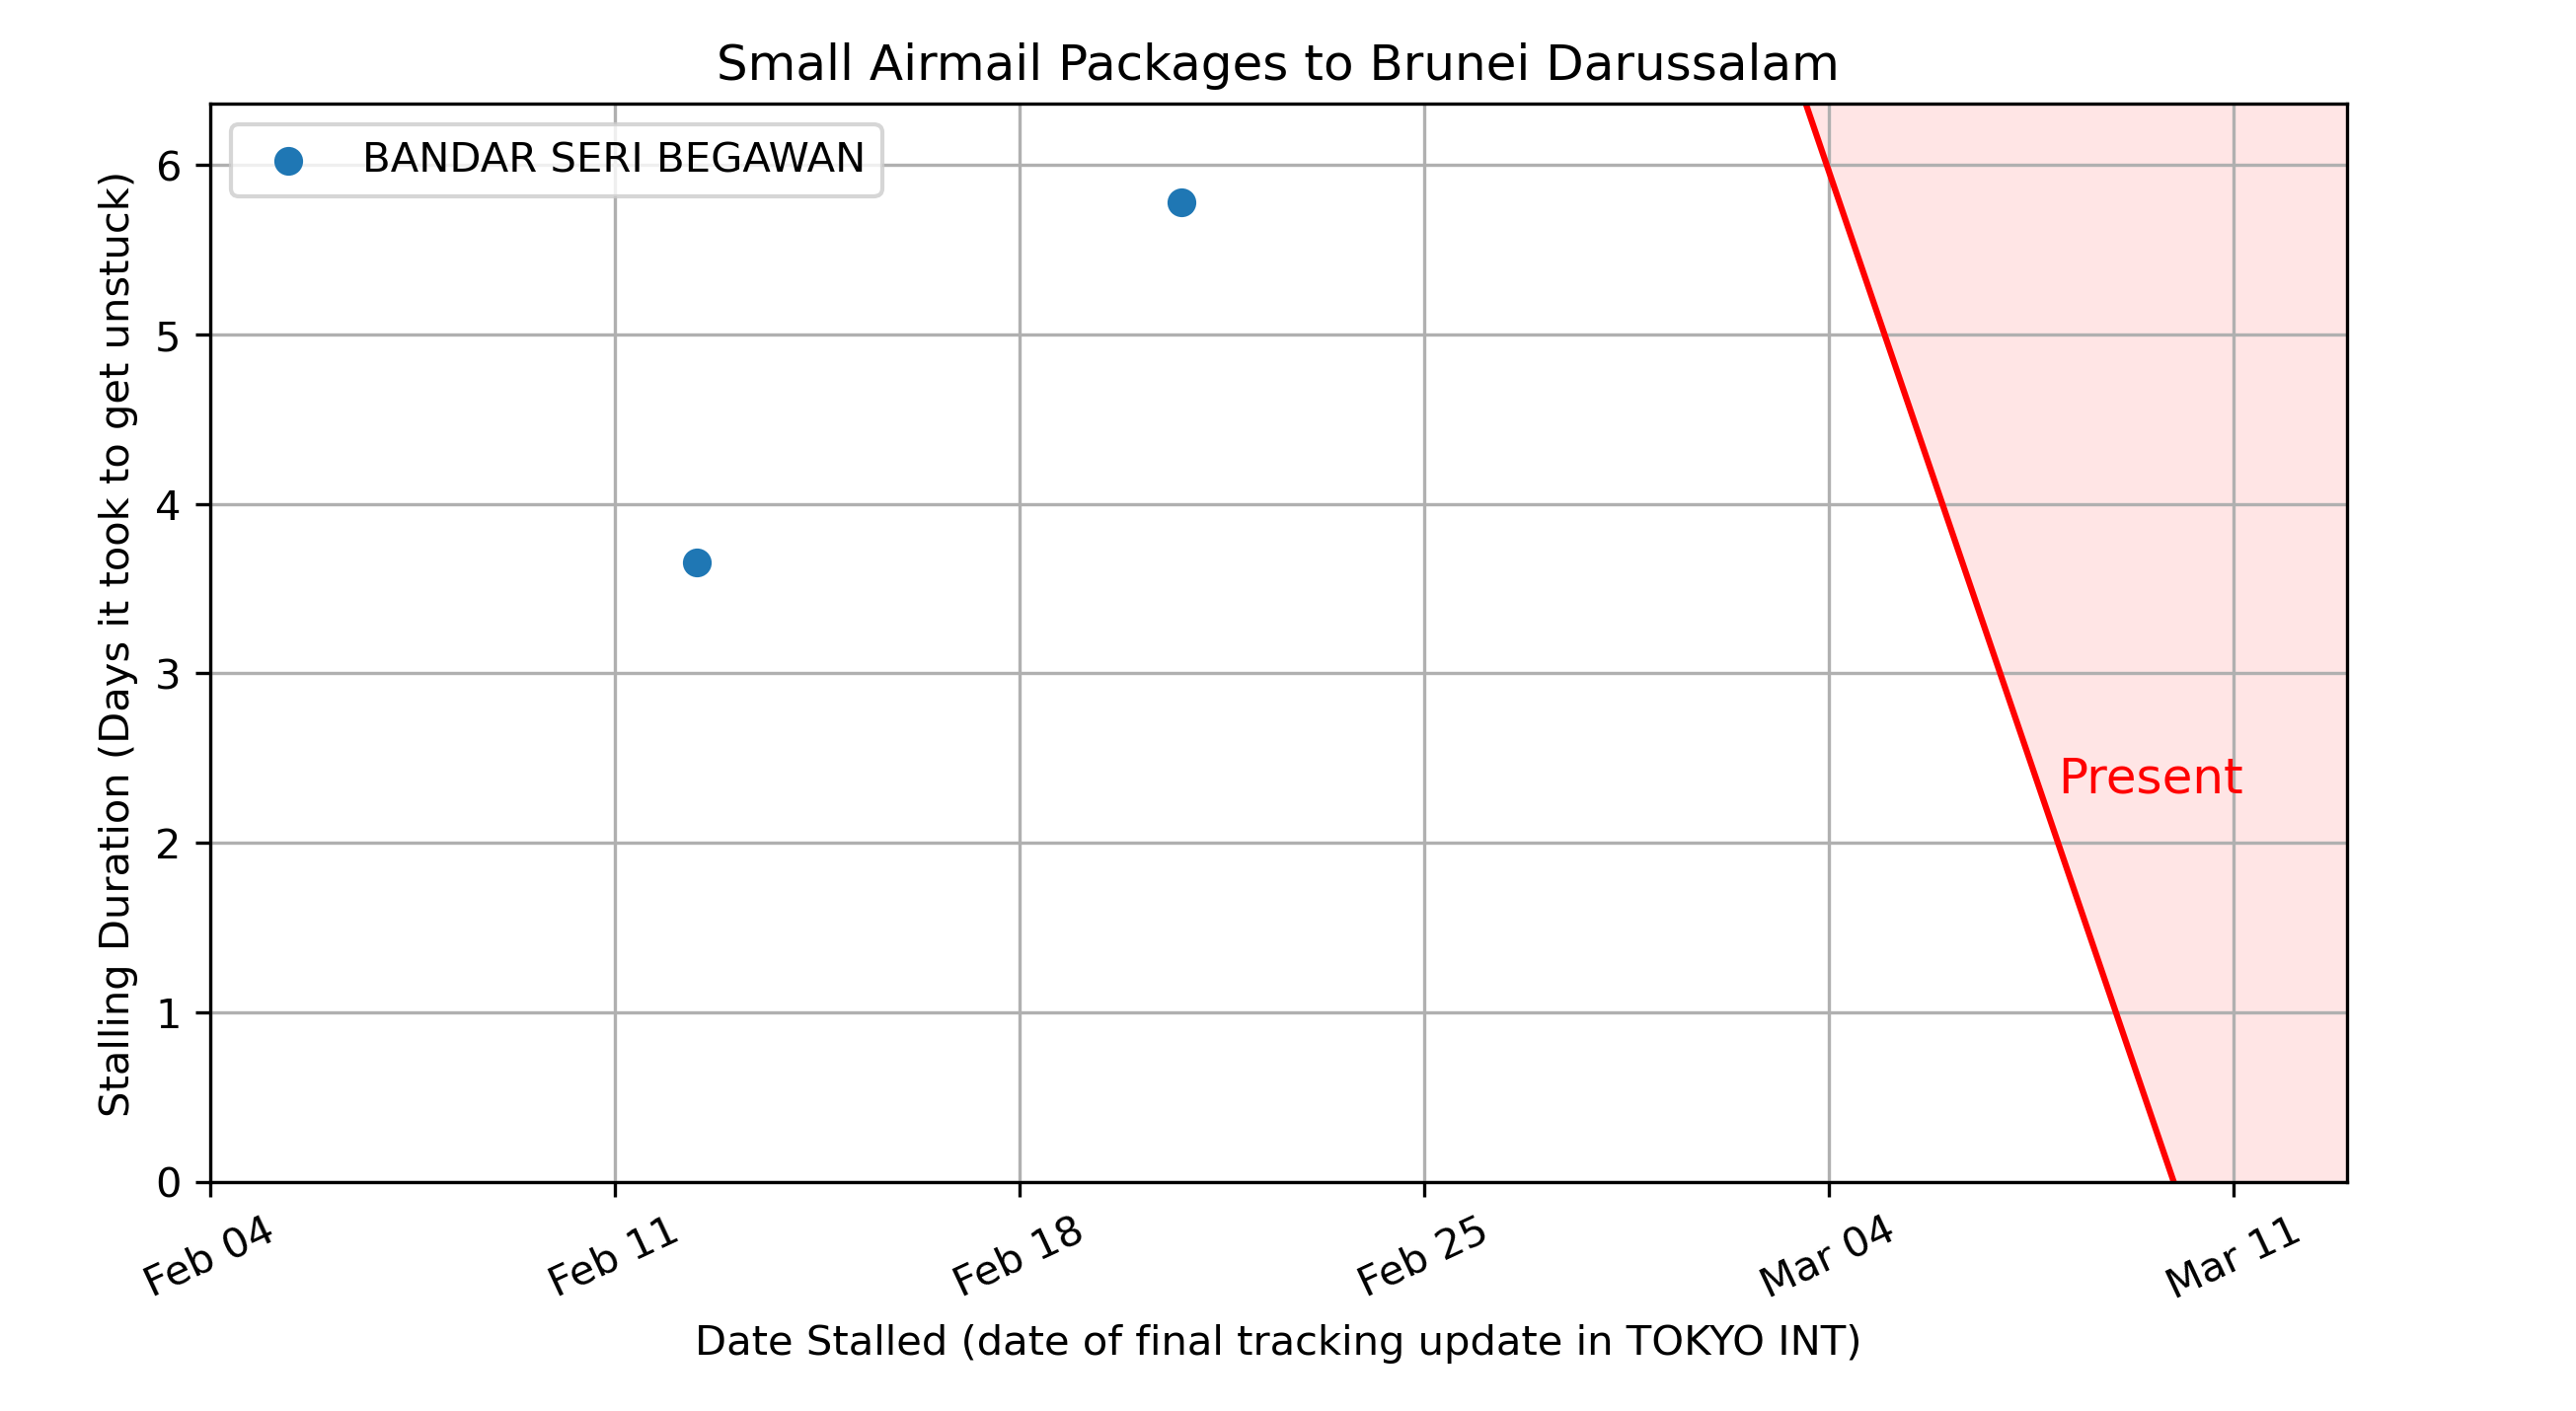 Small Airmail Packages to Brunei Darussalam
BANDAR SERI BEGAWAN
Stalling Duration (Days it took to get unstuck)
6
5
4
3
2
1
0
Present
Feb 04
Feb 11
Feb 18
Feb 25
Mar 04
Mar 11
Date Stalled (date of final tracking update in TOKYO INT)